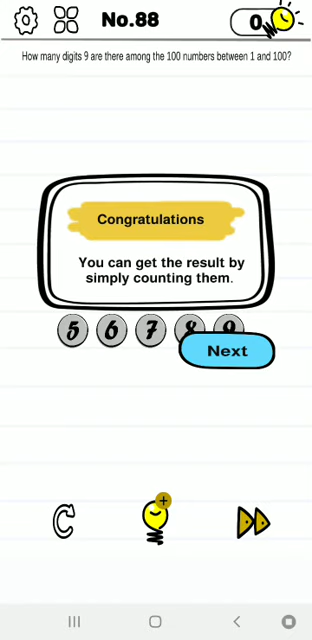 No.88
0
How many digits 9 are there among the 100 numbers between 1 and 100?
Congratulations
You can get the result by
simply counting them.
5 6 7 8 9
Next